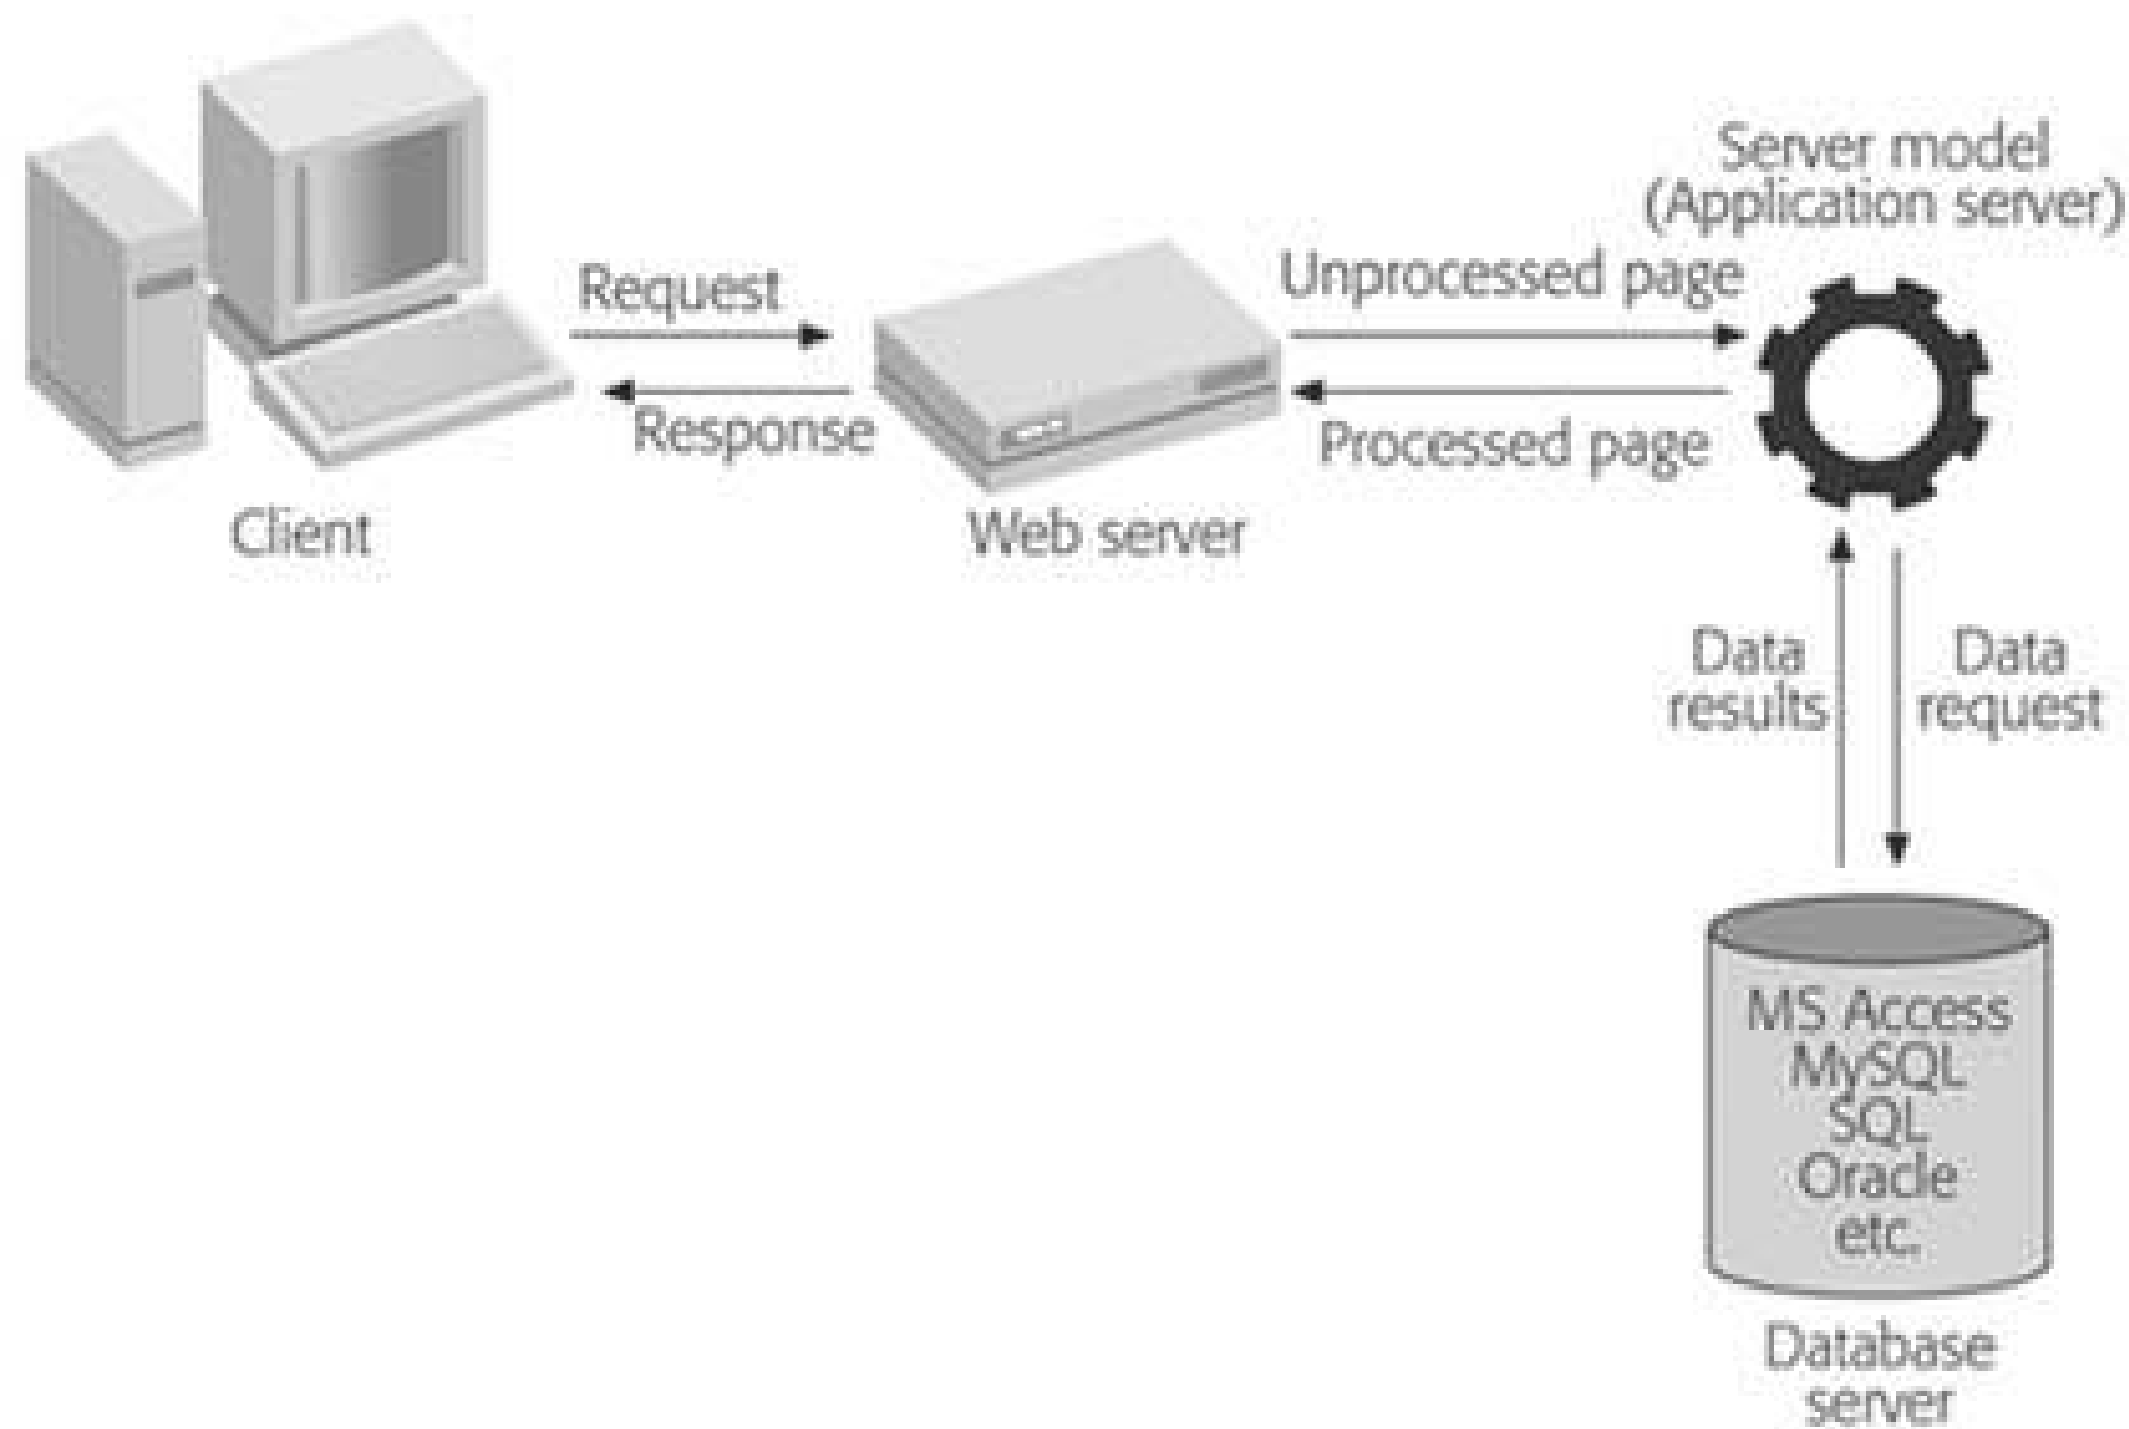 Server model
(Application server)
Request
Unprocessed page
Response
Processed page
Client
Web server
Data
results
Data
request
MS Access
MySQL
SQL
Oracle
etc.
Database
server